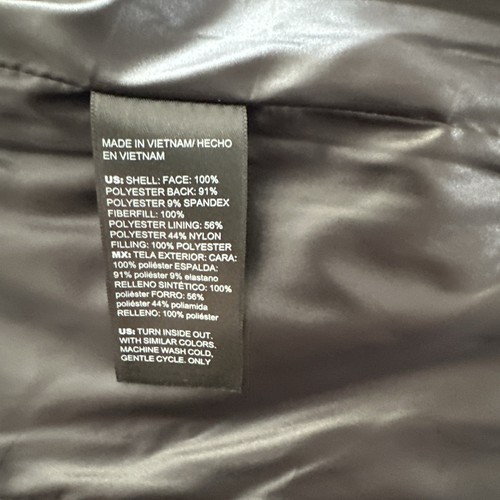 MADE IN VIETNAM/ HECHO
EN VIETNAM
US: SHELL: FACE: 100%
POLYESTER BACK: 91%
POLYESTER 9% SPANDEX
FIBERFILL: 100%
POLYESTER LINING: 56%
POLYESTER 44% NYLON
FILLING: 100% POLYESTER
MX: TELA EXTERIOR: CARA:
100% poliéster ESPALDA:
91% poliéster 9% elastano
RELLENO SINTÉTICO: 100%
poliéster FORRO: 56%
poliéster 44% poliamida
RELLENO: 100% poliéster
US: TURN INSIDE OUT.
WITH SIMILAR COLORS.
MACHINE WASH COLD,
GENTLE CYCLE. ONLY